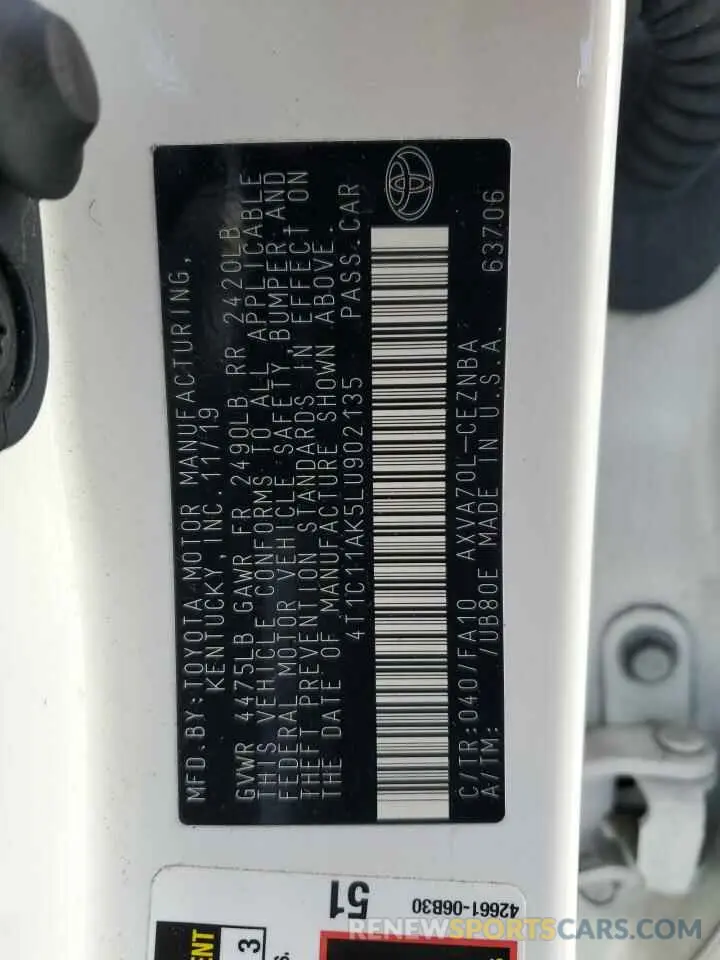 MFD.BY:TOYOTA MOTOR MANUFACTURING,
KENTUCKY, INC. 11/19
GVWR 4475LB GAWR FR 2490LB RR 2420LB
THIS VEHICLE CONFORMS TO ALL APPLICABLE
FEDERAL MOTOR VEHICLE SAFETY, BUMPER, AND
THEFT PREVENTION STANDARDS IN EFFECT ON
THE DATE OF MANUFACTURE SHOWN ABOVE.
4T1C11AK5LU902135 PASS.CAR
C/TR:040/FA10 AXVA70L-CEZNBA
A/TM: /UB80E MADE IN U.S.A. 63706
51
42661-06B30
3
RENEWSPORTSCARS.COM